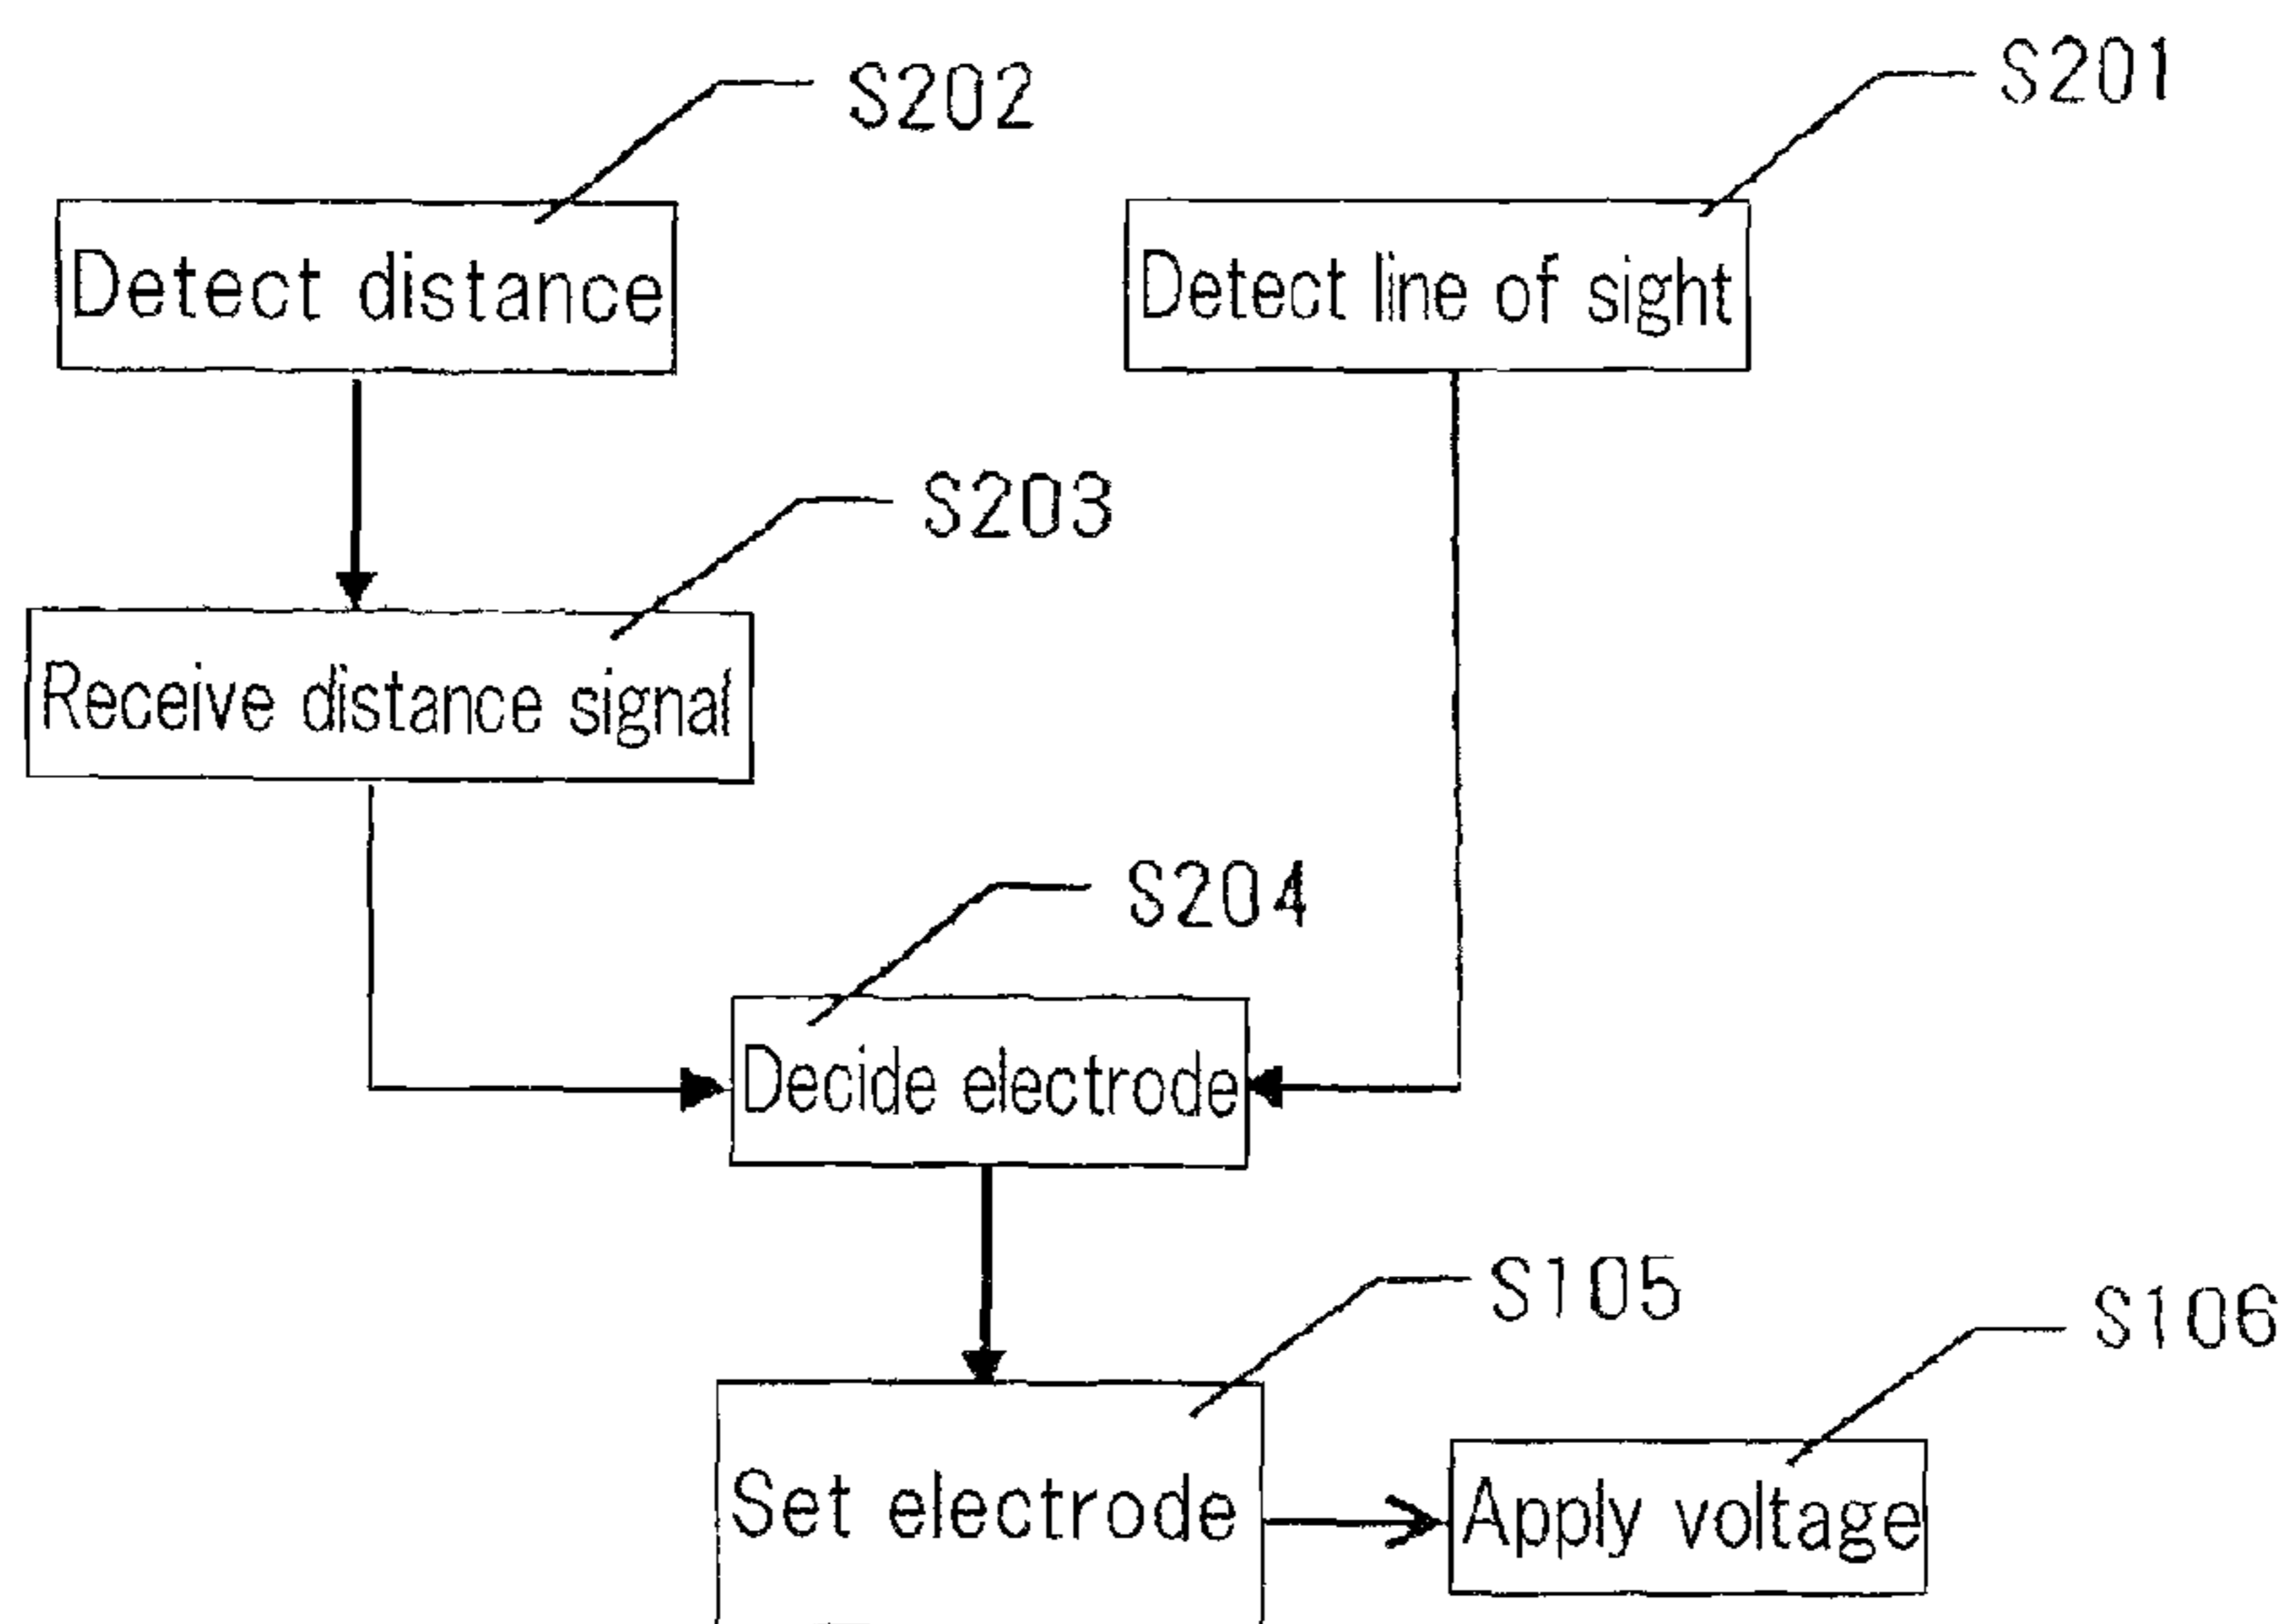 S201
S202
Detect distance
Detect line of sight
S203
Receive distance signal
S204
Decide electrode
S105
S106
Set electrode
Apply voltage